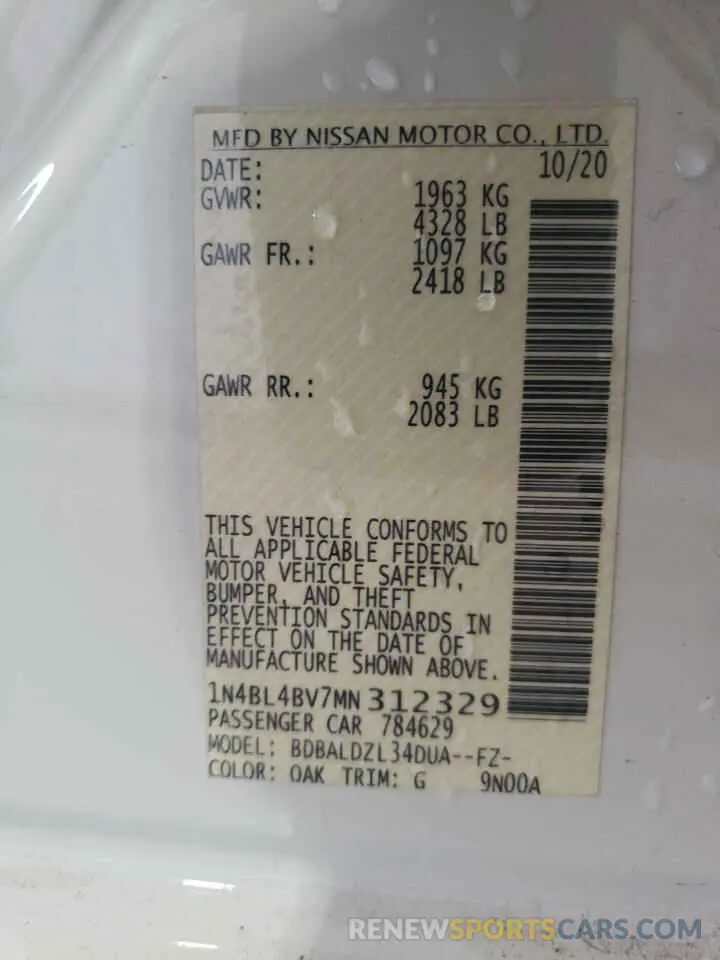 MFD BY NISSAN MOTOR CO., LTD.
DATE: 10/20
GVWR: 1963 KG
4328 LB
GAWR FR.: 1097 KG
2418 LB
GAWR RR.: 945 KG
2083 LB
THIS VEHICLE CONFORMS TO
ALL APPLICABLE FEDERAL
MOTOR VEHICLE SAFETY,
BUMPER, AND THEFT
PREVENTION STANDARDS IN
EFFECT ON THE DATE OF
MANUFACTURE SHOWN ABOVE.
1N4BL4BV7MN312329
PASSENGER CAR 784629
MODEL: BDBALDZL34DUA--FZ-
COLOR: QAK TRIM: G 9N00A
RENEWSPORTSCARS.COM